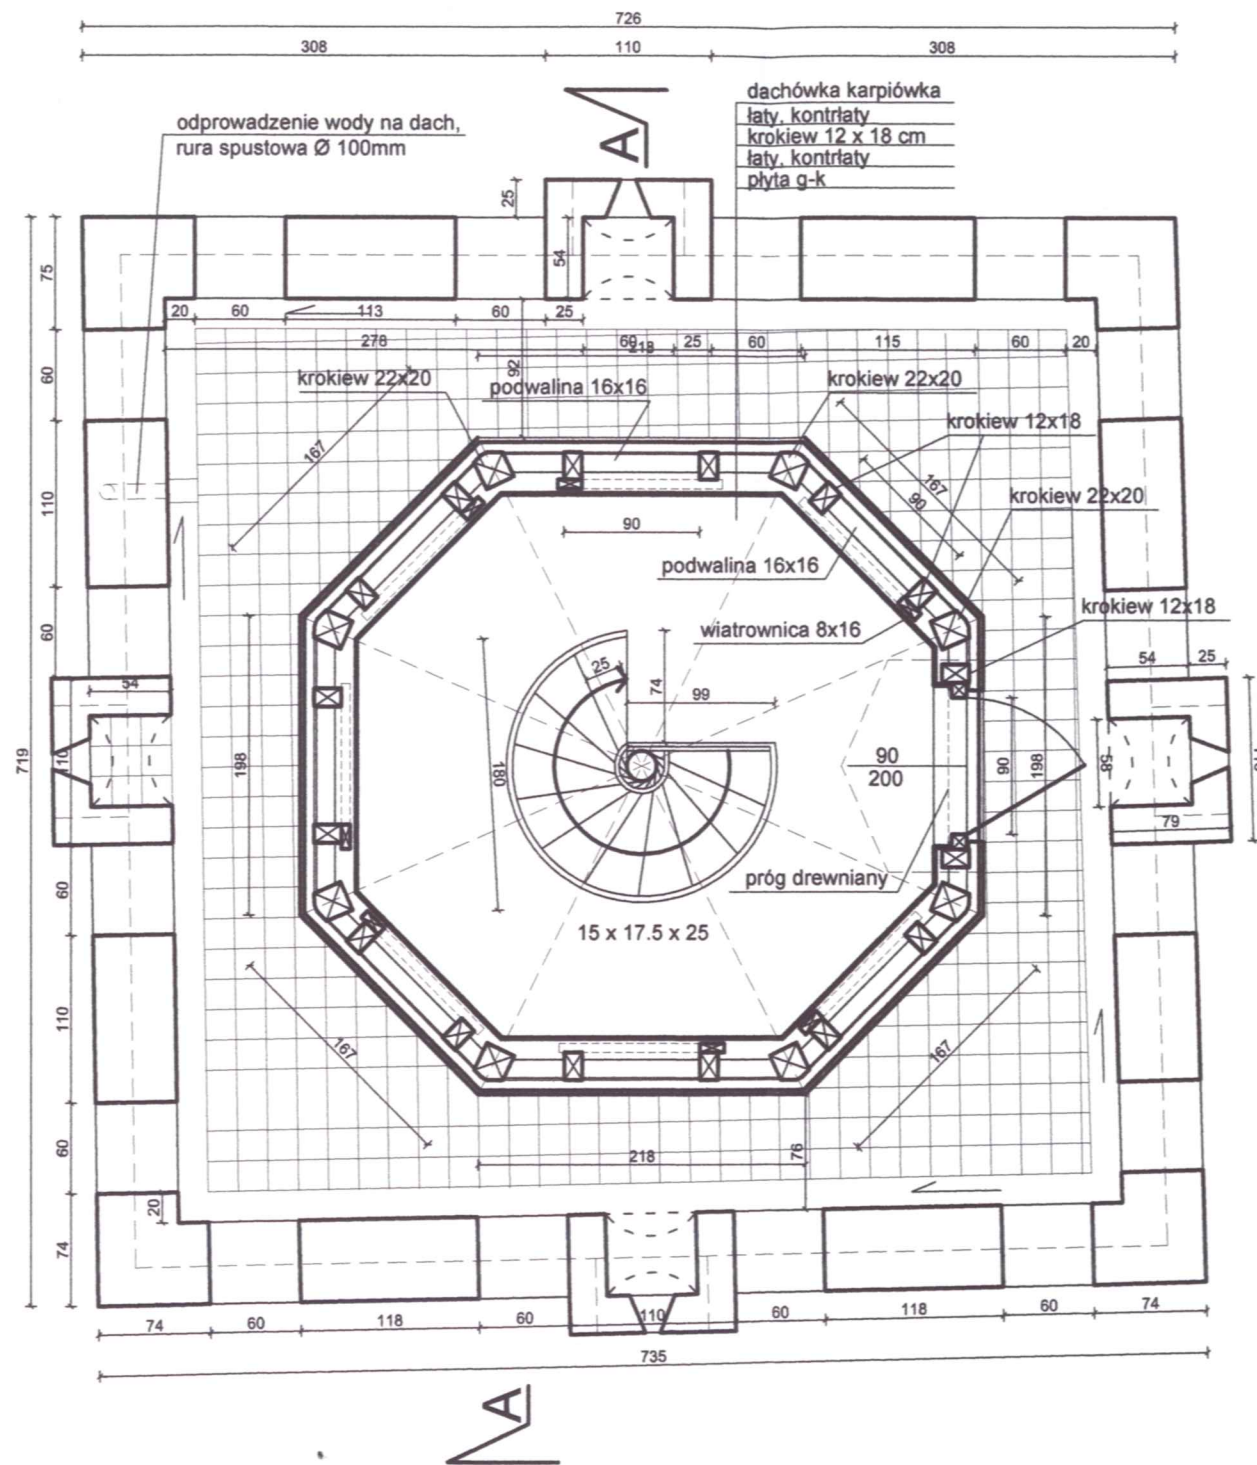 726
308 110 308
dachówka karpiówka
łaty, kontrłaty
krokiew 12 x 18 cm
łaty, kontrłaty
płyta g-k
odprowadzenie wody na dach,
rura spustowa Ø 100mm
A
25
54
75
20 60 113 60 25
278 60 218 25 60 115 60 20
92
60
krokiew 22x20
podwalina 16x16
krokiew 22x20
krokiew 12x18
167
167
90
krokiew 22x20
110
90
podwalina 16x16
wiatrownica 8x16
krokiew 12x18
60
25
74
99
54
54 25
719
110
198
180
90
200
90
198
58
79
próg drewniany
60
15 x 17.5 x 25
110
167
167
218
76
60
20
74
74 60 118 60 110 60 118 60 74
735
A